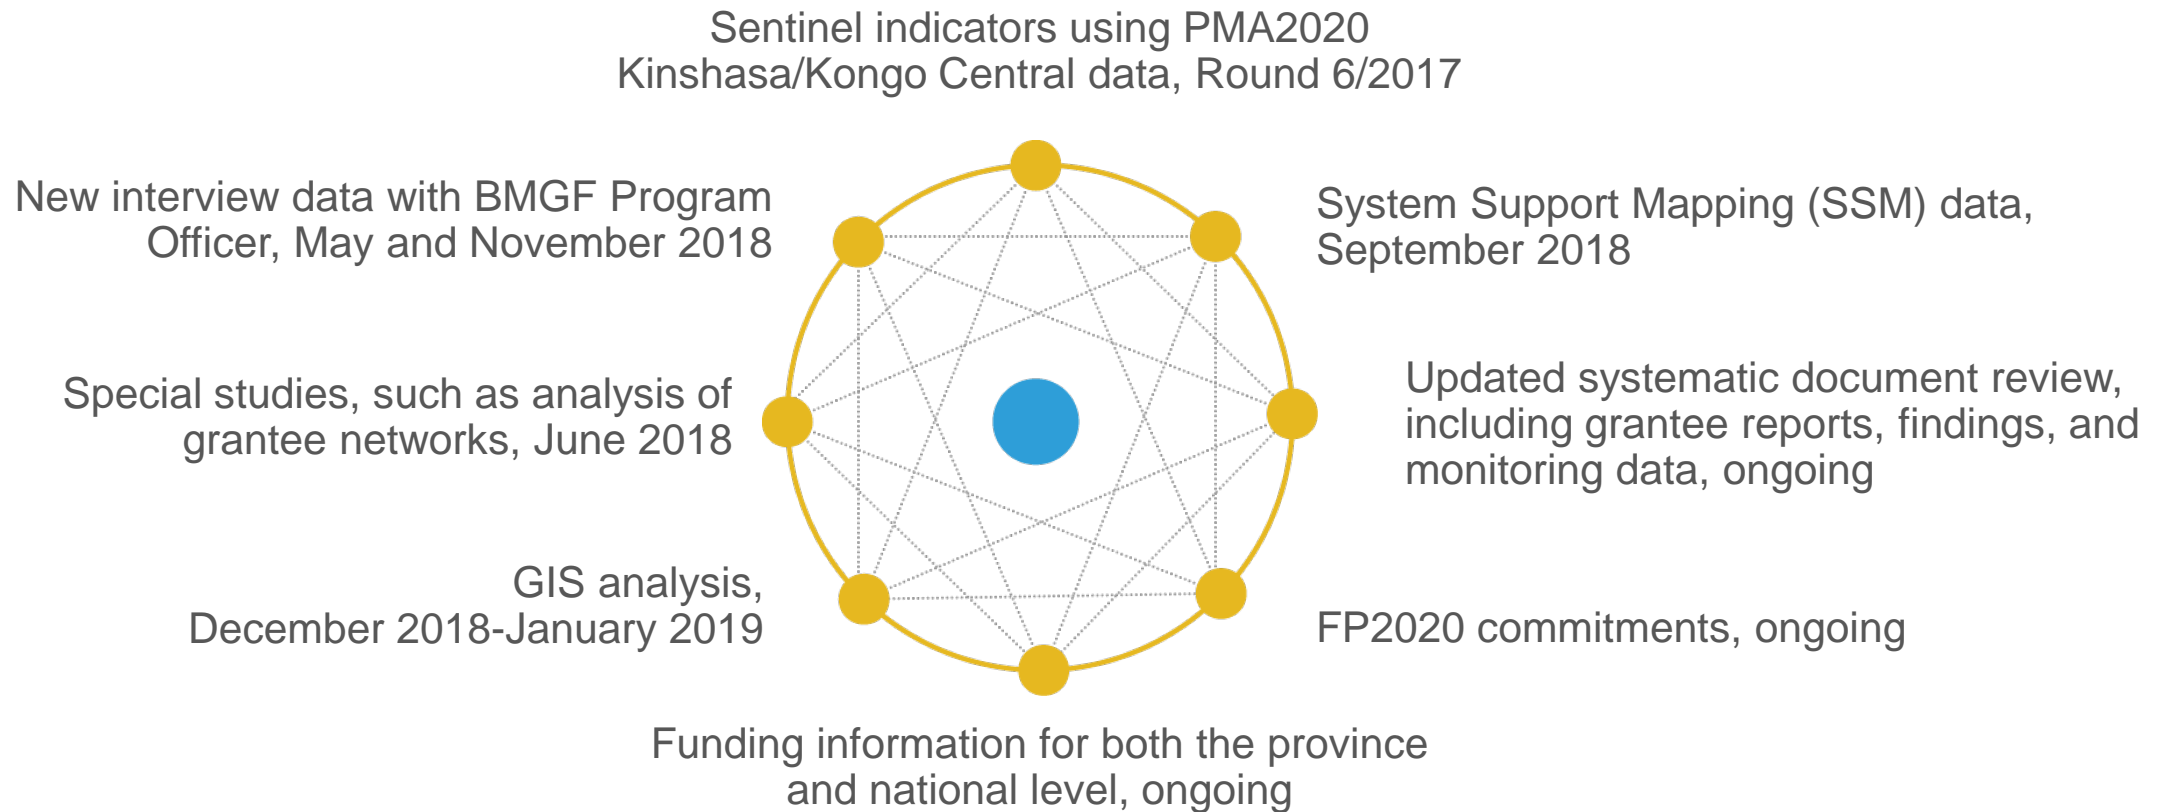 Sentinel indicators using PMA2020
Kinshasa/Kongo Central data, Round 6/2017
New interview data with BMGF Program
Officer, May and November 2018
System Support Mapping (SSM) data,
September 2018
Special studies, such as analysis of
grantee networks, June 2018
Updated systematic document review,
including grantee reports, findings, and
monitoring data, ongoing
GIS analysis,
December 2018-January 2019
FP2020 commitments, ongoing
Funding information for both the province
and national level, ongoing